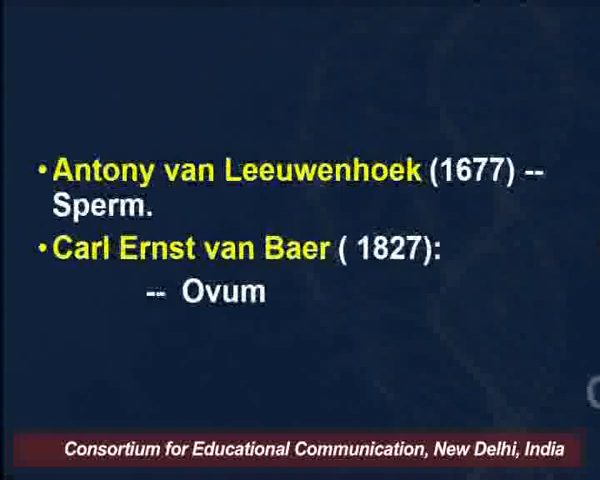 •Antony van Leeuwenhoek (1677) --
Sperm.
•Carl Ernst van Baer ( 1827):
-- Ovum
Consortium for Educational Communication, New Delhi, India